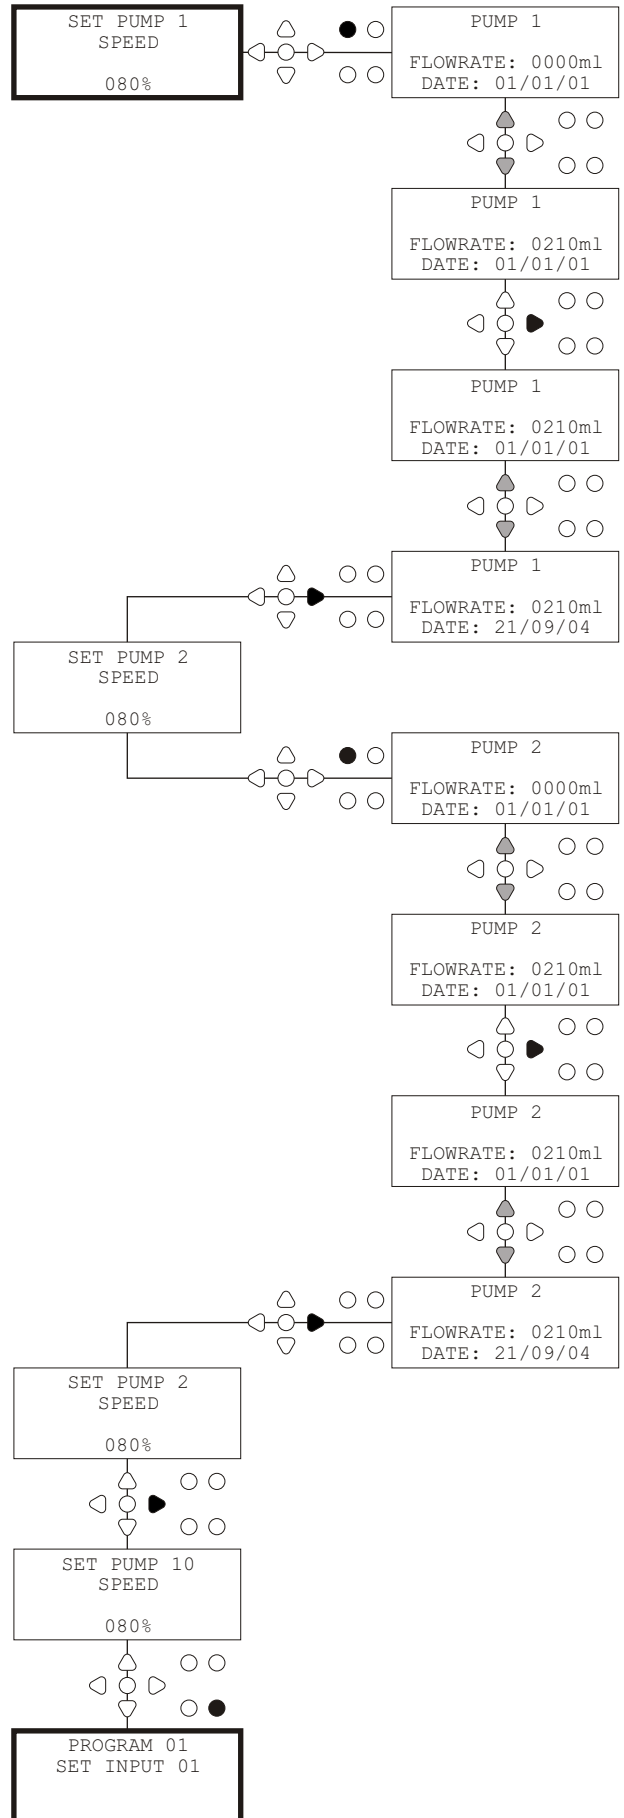 SET PUMP 1
SPEED
080%
PUMP 1
FLOWRATE: 0000ml
DATE: 01/01/01
PUMP 1
FLOWRATE: 0210ml
DATE: 01/01/01
PUMP 1
FLOWRATE: 0210ml
DATE: 01/01/01
PUMP 1
FLOWRATE: 0210ml
DATE: 21/09/04
SET PUMP 2
SPEED
080%
PUMP 2
FLOWRATE: 0000ml
DATE: 01/01/01
PUMP 2
FLOWRATE: 0210ml
DATE: 01/01/01
PUMP 2
FLOWRATE: 0210ml
DATE: 01/01/01
PUMP 2
FLOWRATE: 0210ml
DATE: 21/09/04
SET PUMP 2
SPEED
080%
SET PUMP 10
SPEED
080%
PROGRAM 01
SET INPUT 01